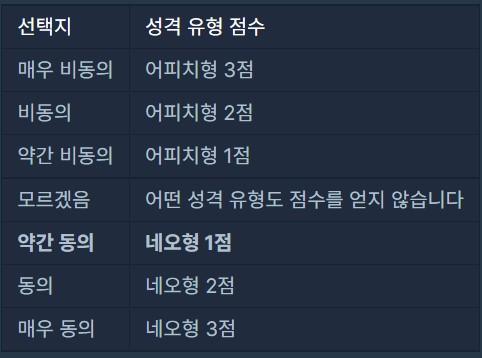 선택지 성격 유형 점수
매우 비동의 어피치형 3점
비동의 어피치형 2점
약간 비동의 어피치형 1점
모르겠음 어떤 성격 유형도 점수를 얻지 않습니다
약간 동의 네오형 1점
동의 네오형 2점
매우 동의 네오형 3점